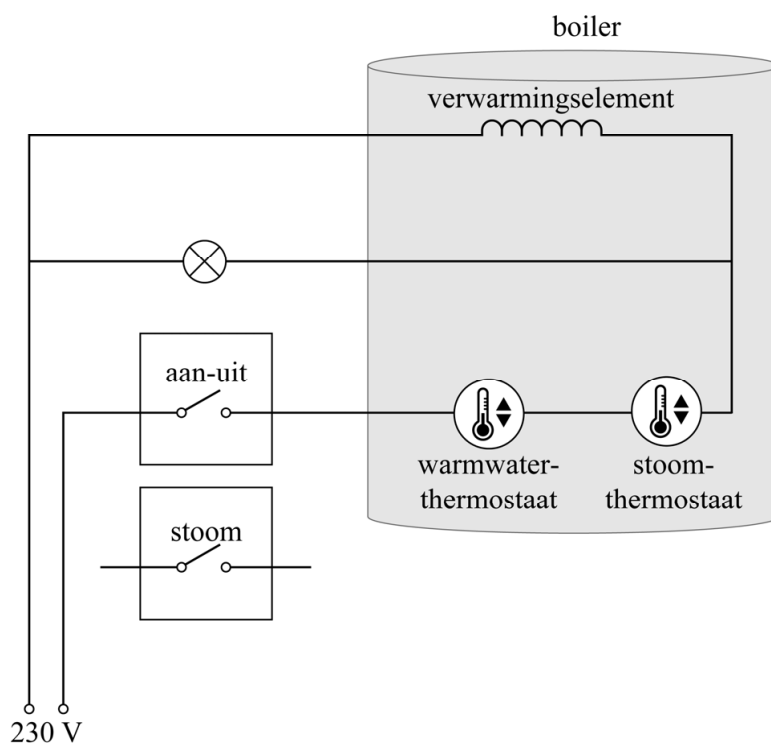 boiler
verwarmingselement
aan-uit
warmwater-
thermostaat
stoom-
thermostaat
stoom
230 V